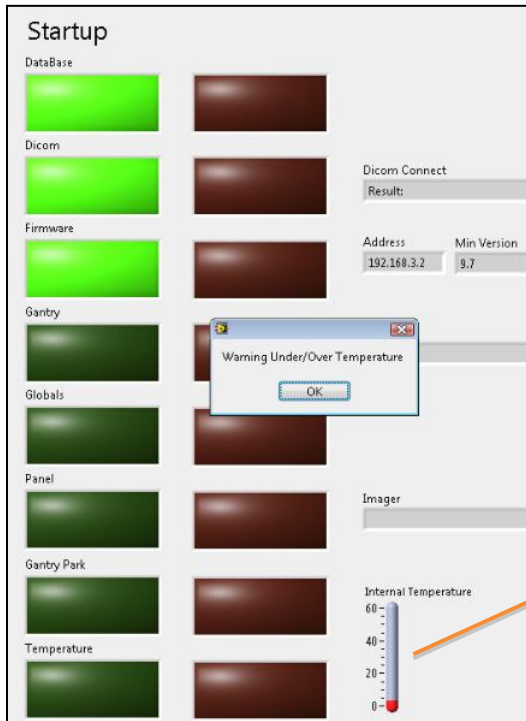 Startup
DataBase
Dicom
Dicom Connect
Result:
Firmware
Address Min Version
192.168.3.2 9.7
Gantry
Warning Under/Over Temperature
OK
Globals
Panel
Imager
Gantry Park
Internal Temperature
60
40
Temperature
20
0